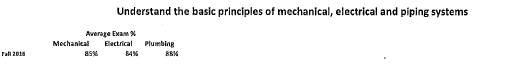 Understand the basic principles of mechanical, electrical and piping systems
Average Exam %
Mechanical Electrical Plumbing
Fall 2016 85% 84% 88%